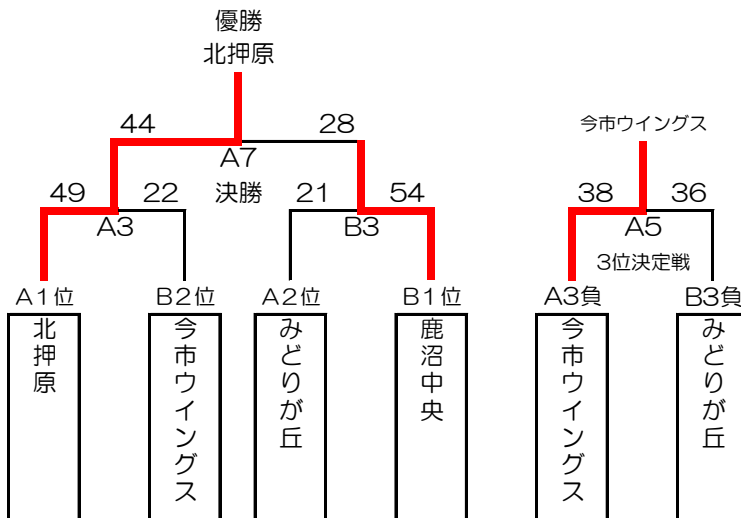 優勝
北押原
44
28
今市ウイングス
A7
決勝
49
22
21
54
38
36
A3
B3
A5
3位決定戦
A1位
B2位
A2位
B1位
A3負
B3負
北押原
今市ウイングス
みどりが丘
鹿沼中央
今市ウイングス
みどりが丘